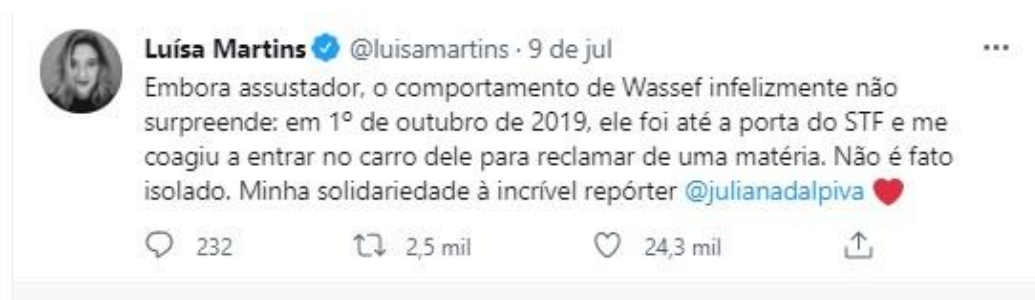 Luísa Martins @luisamartins · 9 de jul
Embora assustador, o comportamento de Wassef infelizmente não
surpreende: em 1º de outubro de 2019, ele foi até a porta do STF e me
coagiu a entrar no carro dele para reclamar de uma matéria. Não é fato
isolado. Minha solidariedade à incrível repórter @julianadalpiva ❤
232 2,5 mil 24,3 mil